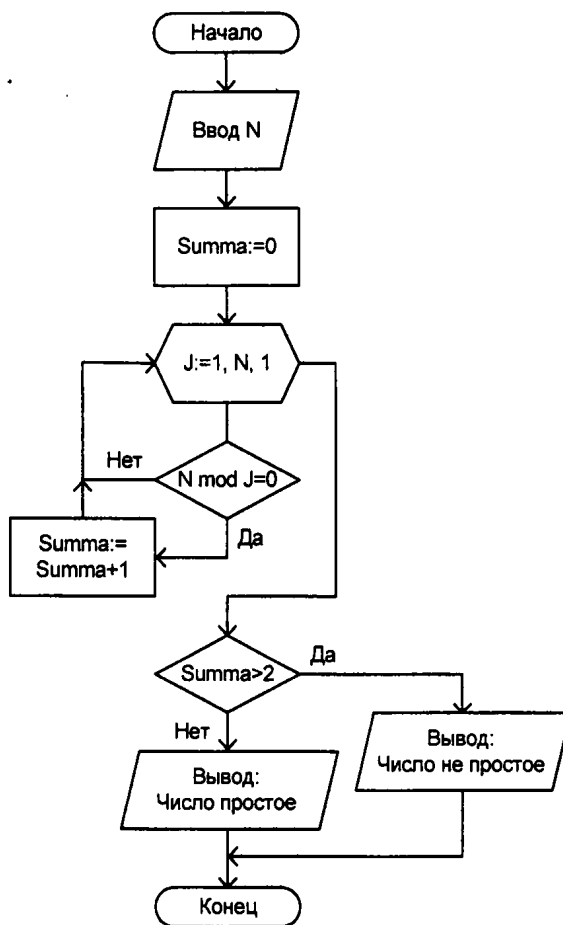 Начало
Ввод N
Summa:=0
J:=1, N, 1
Нет
N mod J=0
Да
Summa:=
Summa+1
Summa>2
Да
Нет
Вывод:
Число не простое
Вывод:
Число простое
Конец